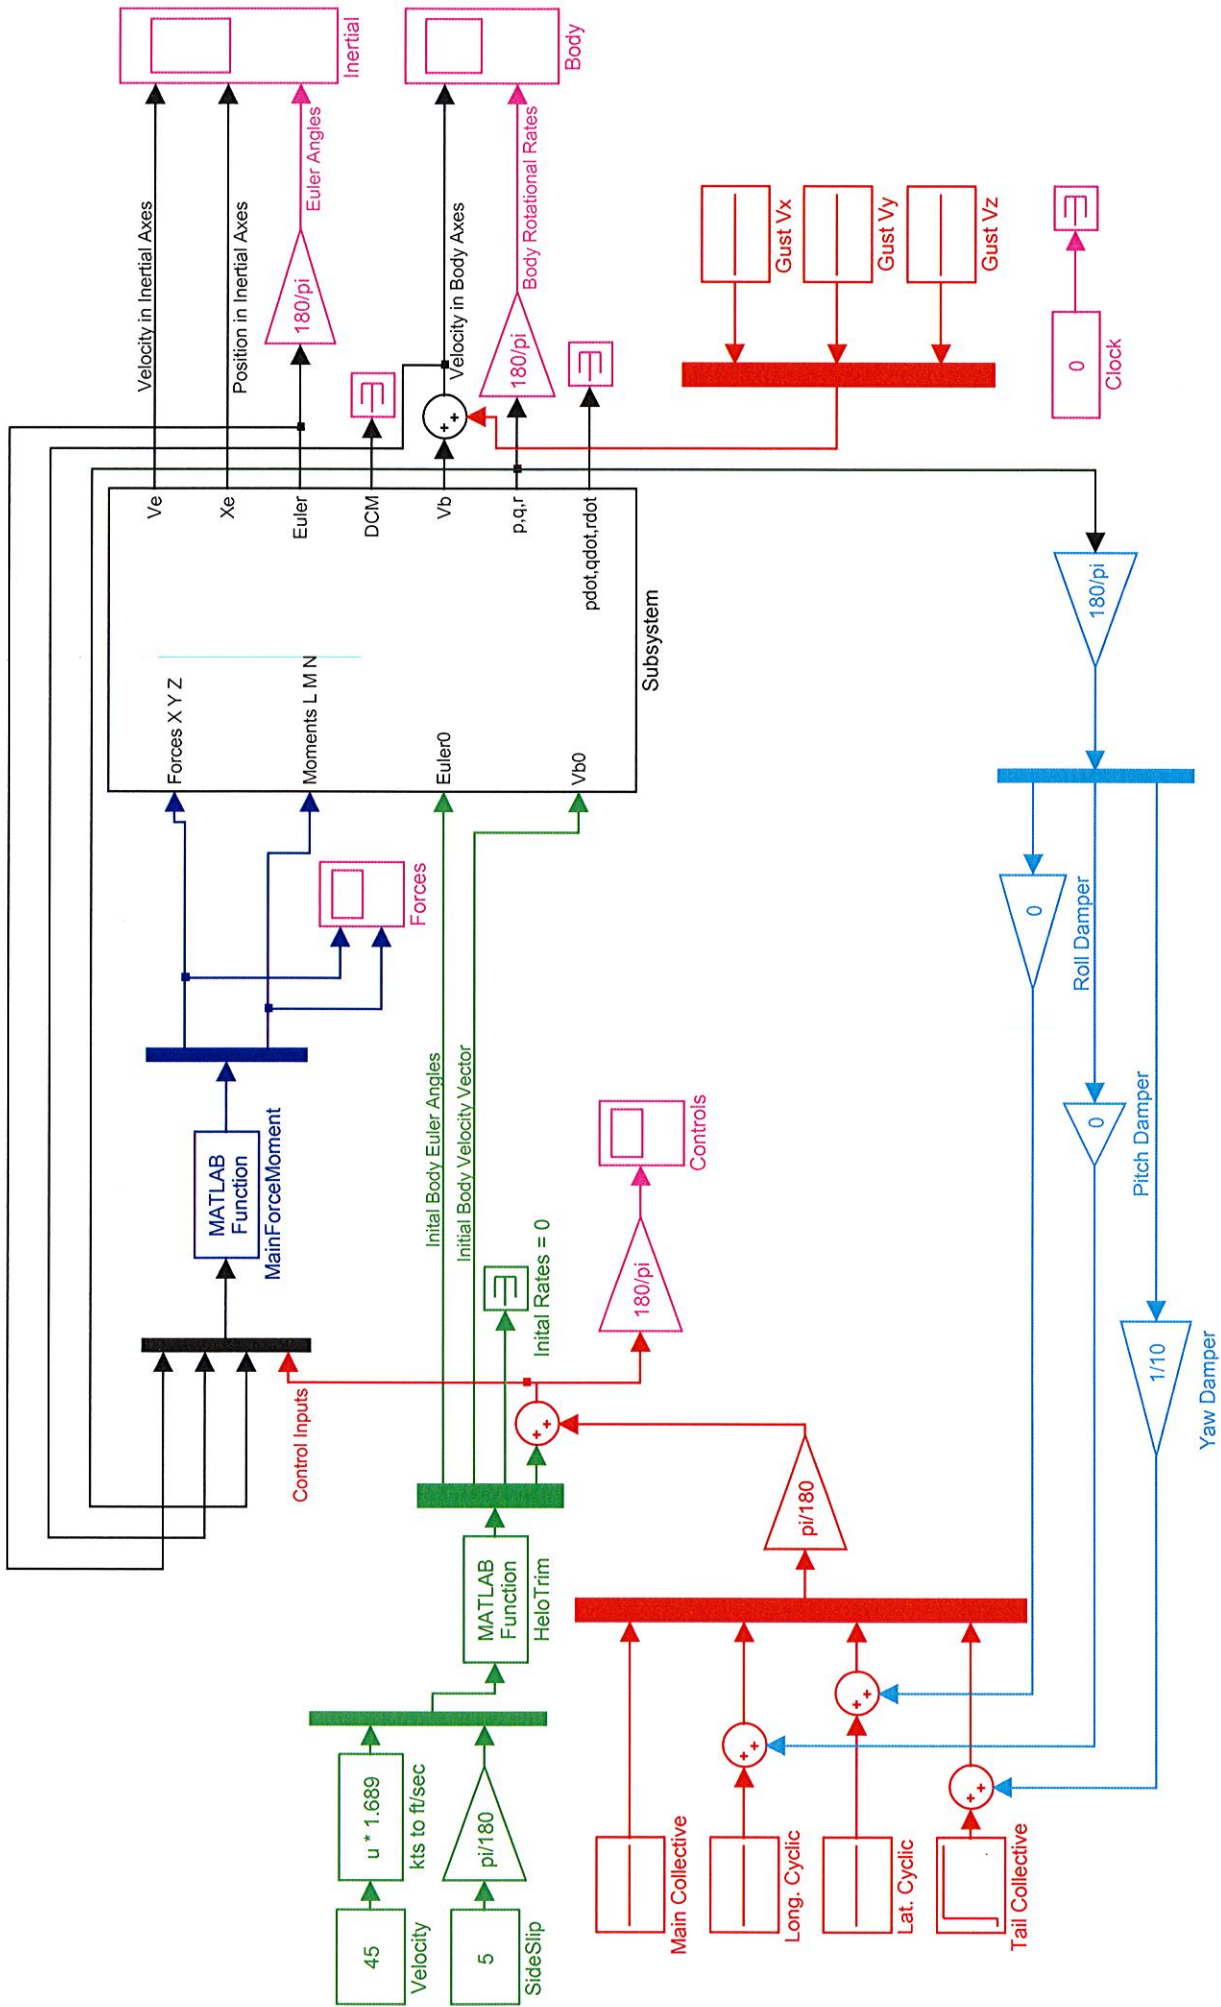 45
Velocity
u * 1.689
kts to ft/sec
5
SideSlip
pi/180
MATLAB
Function
HeloTrim
Inital Body Euler Angles
Initial Body Velocity Vector
Inital Rates = 0
Control Inputs
MATLAB
Function
MainForceMoment
Forces
Forces X Y Z
Moments L M N
Euler0
Vb0
Ve
Xe
Euler
DCM
Vb
p,q,r
pdot,qdot,rdot
Subsystem
Velocity in Inertial Axes
Position in Inertial Axes
180/pi
Euler Angles
Inertial
Velocity in Body Axes
180/pi
Body Rotational Rates
Body
180/pi
Controls
Main Collective
Long. Cyclic
Lat. Cyclic
Tail Collective
pi/180
Gust Vx
Gust Vy
Gust Vz
0
Clock
180/pi
0
Roll Damper
0
Pitch Damper
1/10
Yaw Damper